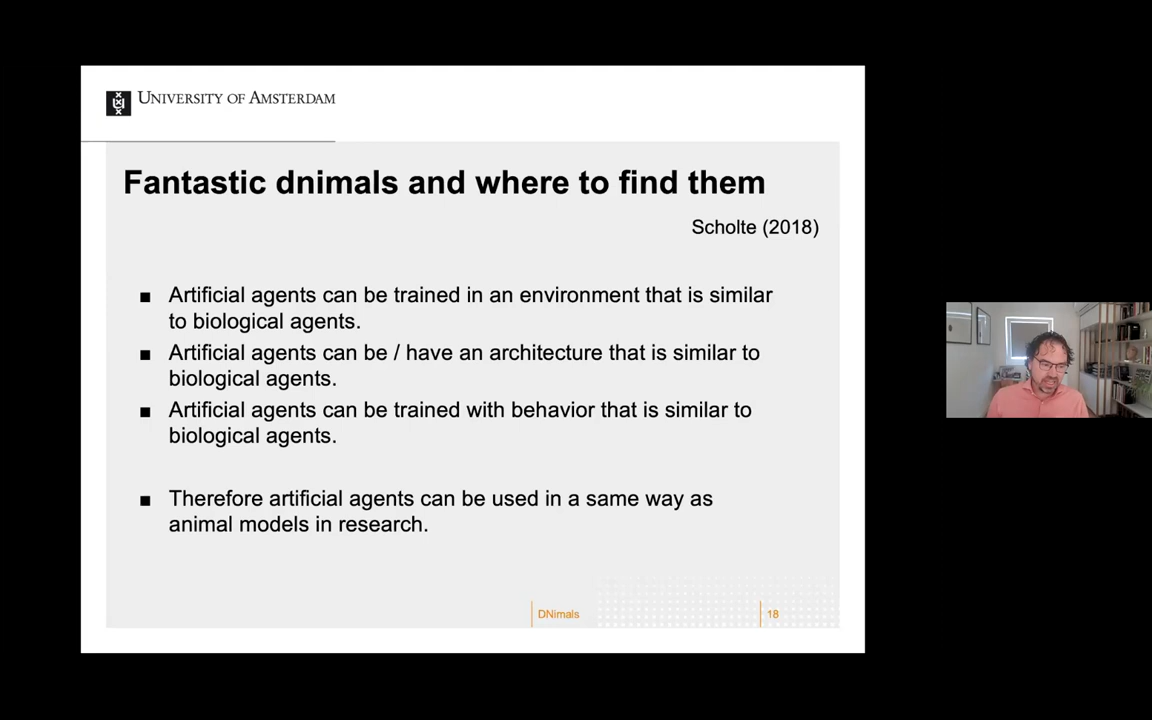 UNIVERSITY OF AMSTERDAM
Fantastic dnimals and where to find them
Scholte (2018)
■ Artificial agents can be trained in an environment that is similar
to biological agents.
■ Artificial agents can be / have an architecture that is similar to
biological agents.
■ Artificial agents can be trained with behavior that is similar to
biological agents.
■ Therefore artificial agents can be used in a same way as
animal models in research.
DNimals
18